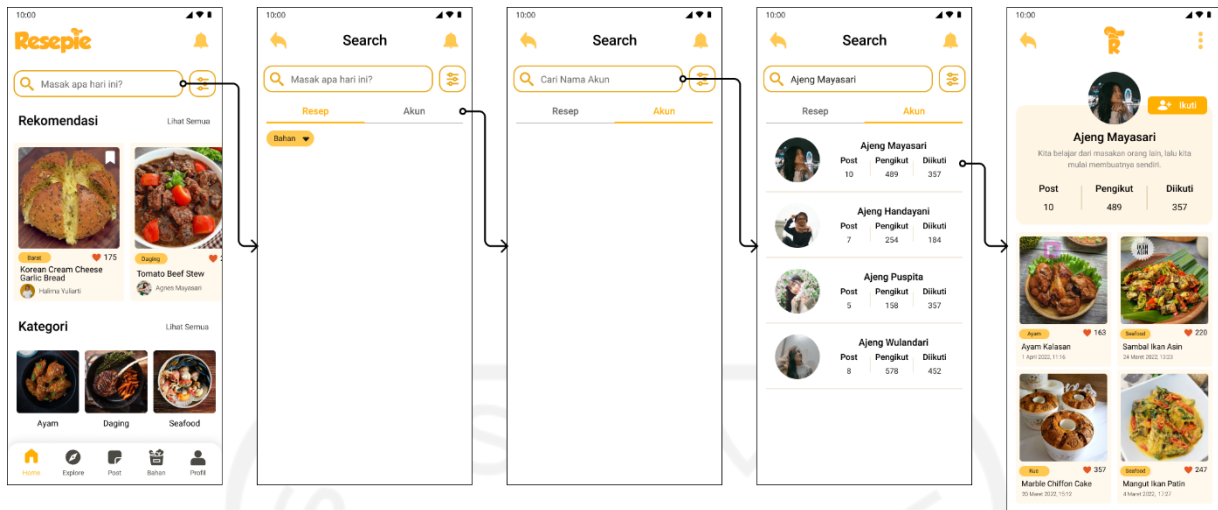 10:00
Resepie
Masak apa hari ini?
Rekomendasi
Lihat Semua
Barat
175
Korean Cream Cheese
Garlic Bread
Halima Yuliarti
Daging
Tomato Beef Stew
Agnes Mayasari
Kategori
Lihat Semua
Ayam
Daging
Seafood
Home
Explore
Post
Bahan
Profil
10:00
Search
Masak apa hari ini?
Resep
Akun
Bahan
10:00
Search
Cari Nama Akun
Resep
Akun
10:00
Search
Ajeng Mayasari
Resep
Akun
Ajeng Mayasari
Post Pengikut Diikuti
10 489 357
Ajeng Handayani
Post Pengikut Diikuti
7 254 184
Ajeng Puspita
Post Pengikut Diikuti
5 158 357
Ajeng Wulandari
Post Pengikut Diikuti
8 578 452
10:00
R
Ikuti
Ajeng Mayasari
Kita belajar dari masakan orang lain, lalu kita
mulai membuatnya sendiri.
Post Pengikut Diikuti
10 489 357
Ayam
163
Ayam Kalasan
1 April 2022, 11:16
IKAN
ASIN
Seafood
220
Sambal Ikan Asin
24 Maret 2022, 13:23
Kue
357
Marble Chiffon Cake
20 Maret 2022, 15:12
Seafood
247
Mangut Ikan Patin
4 Maret 2022, 17:27